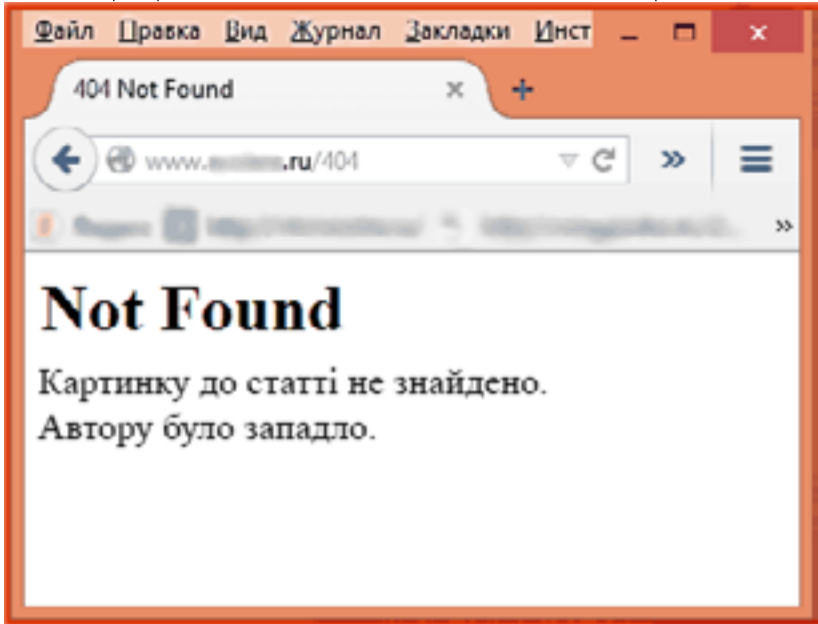 Файл Правка Вид Журнал Закладки Инст
404 Not Found
www. .ru/404
Not Found
Картинку до статті не знайдено.
Автору було западло.